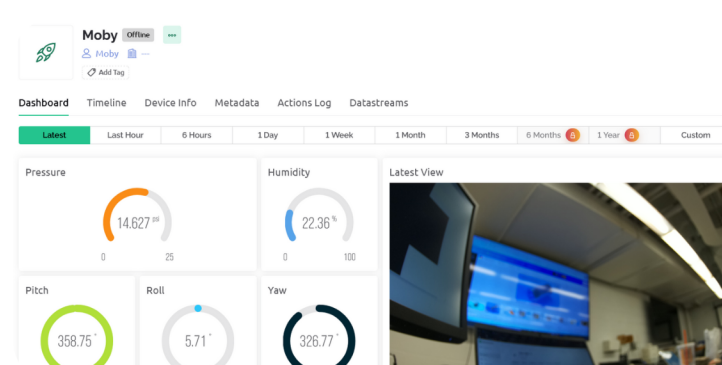 Moby Offline
Moby —
Add Tag
Dashboard Timeline Device Info Metadata Actions Log Datastreams
Latest Last Hour 6 Hours 1 Day 1 Week 1 Month 3 Months 6 Months 1 Year Custom
Pressure
14.627 psi
0 25
Humidity
22.36 %
0 100
Latest View
Pitch
358.75 °
Roll
5.71 °
Yaw
326.77 °